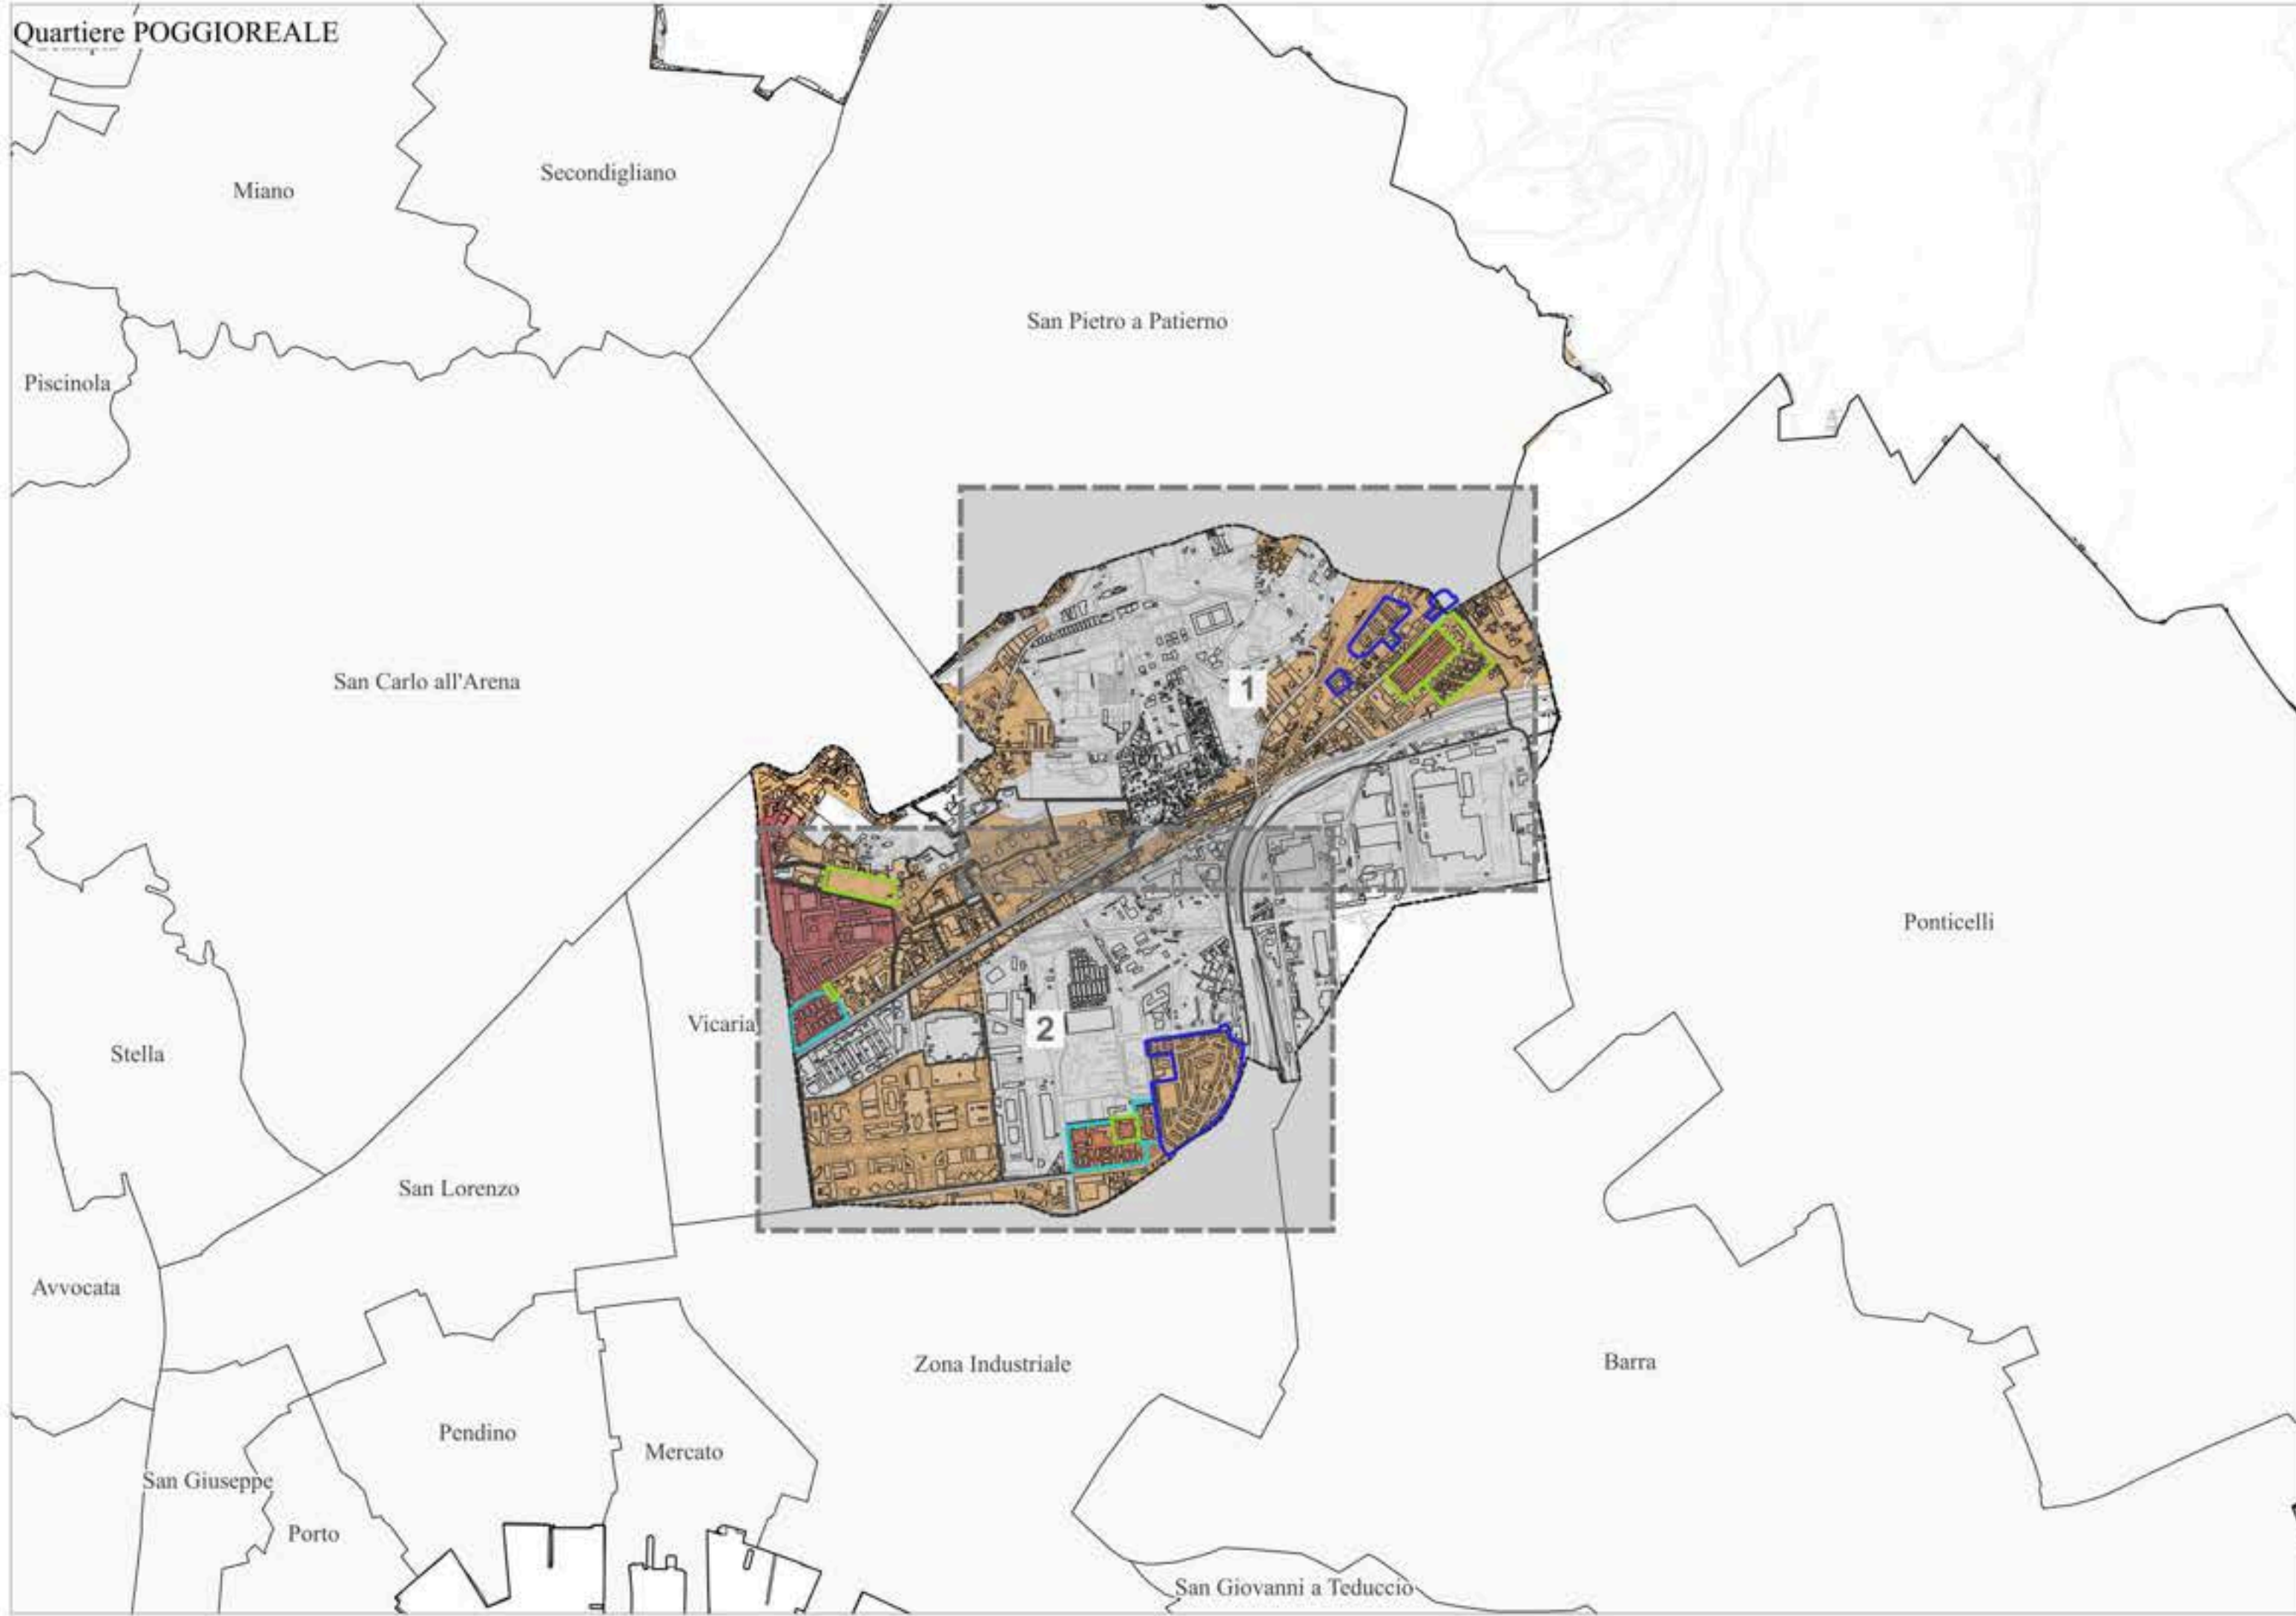 Quartiere POGGIOREALE
Secondigliano
Miano
San Pietro a Patierno
Piscinola
San Carlo all'Arena
1
Ponticelli
Vicaria
2
Stella
San Lorenzo
Avvocata
Zona Industriale
Barra
Pendino
Mercato
San Giuseppe
Porto
San Giovanni a Teduccio